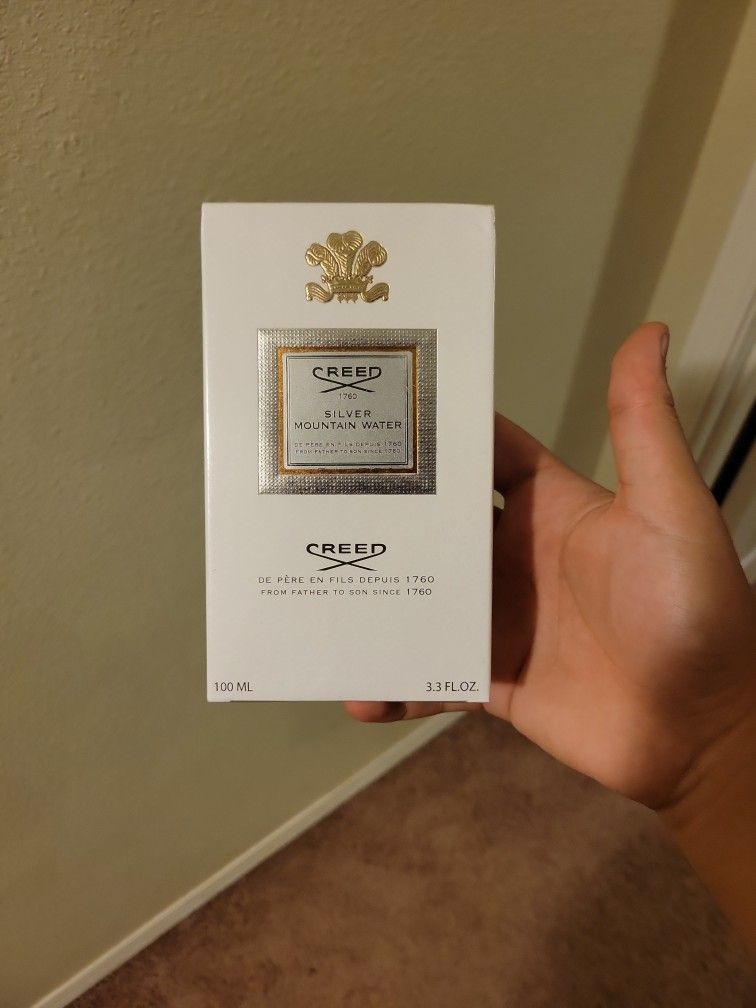 CREED
1760
SILVER
MOUNTAIN WATER
DE PÈRE EN FILS DEPUIS 1760
FROM FATHER TO SON SINCE 1760
CREED
DE PÈRE EN FILS DEPUIS 1760
FROM FATHER TO SON SINCE 1760
100 ML 3.3 FL.OZ.